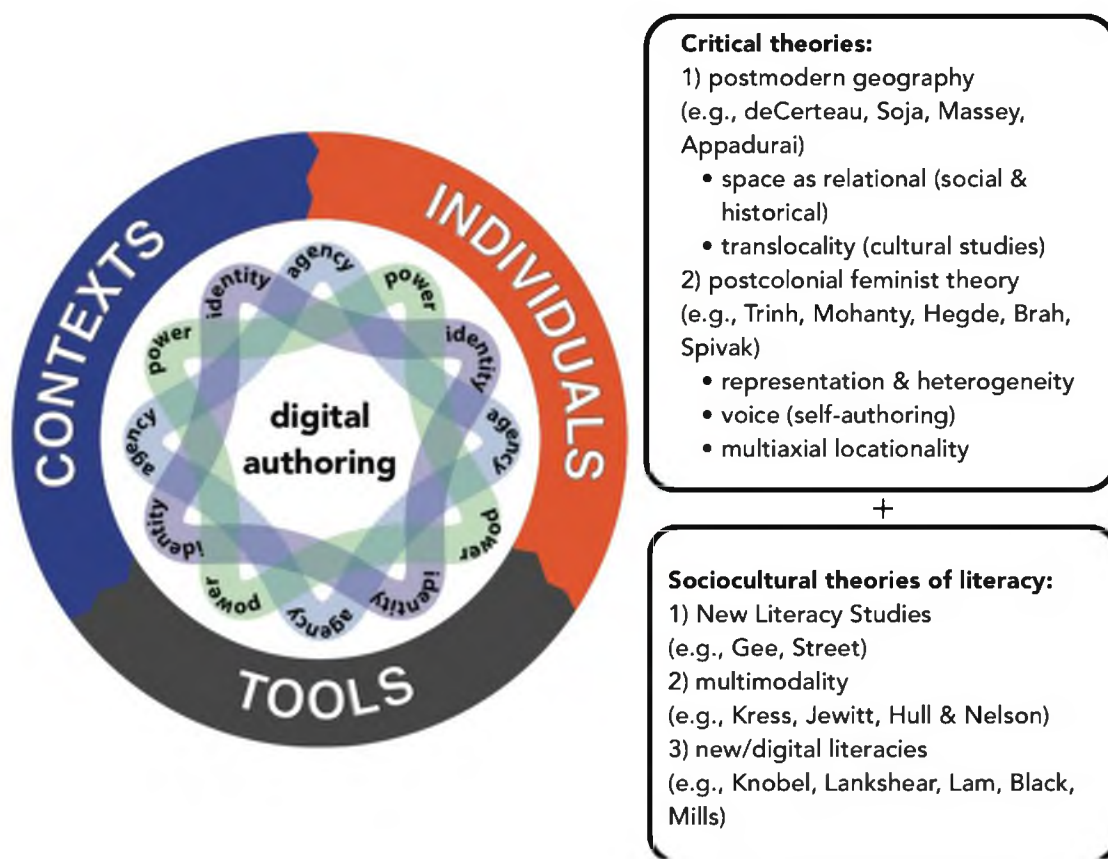 CONTEXTS
INDIVIDUALS
TOOLS
agency
power
identity
agency
power
identity
agency
power
identity
agency
power
identity
digital
authoring
Critical theories:
1) postmodern geography
(e.g., deCerteau, Soja, Massey,
Appadurai)
• space as relational (social &
historical)
• translocality (cultural studies)
2) postcolonial feminist theory
(e.g., Trinh, Mohanty, Hegde, Brah,
Spivak)
• representation & heterogeneity
• voice (self-authoring)
• multiaxial locationality
+
Sociocultural theories of literacy:
1) New Literacy Studies
(e.g., Gee, Street)
2) multimodality
(e.g., Kress, Jewitt, Hull & Nelson)
3) new/digital literacies
(e.g., Knobel, Lankshear, Lam, Black,
Mills)